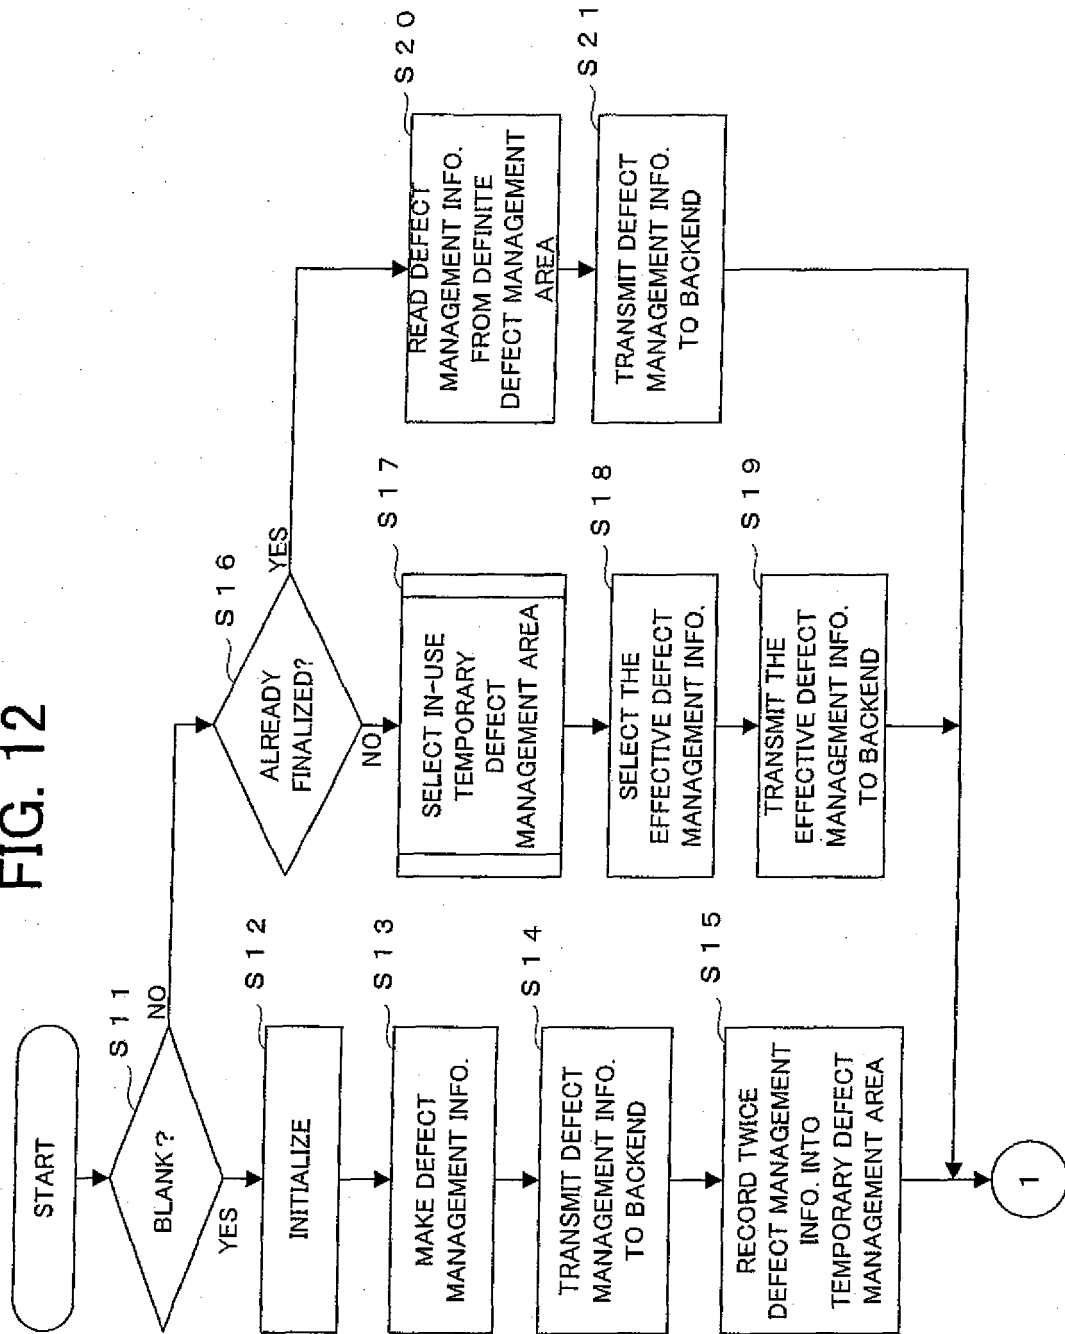 FIG. 12
START
S11
BLANK?
NO
YES
S12
INITIALIZE
S13
MAKE DEFECT
MANAGEMENT INFO.
S14
TRANSMIT DEFECT
MANAGEMENT INFO.
TO BACKEND
S15
RECORD TWICE
DEFECT MANAGEMENT
INFO. INTO
TEMPORARY DEFECT
MANAGEMENT AREA
S16
ALREADY
FINALIZED?
YES
NO
S17
SELECT IN-USE
TEMPORARY
DEFECT
MANAGEMENT AREA
S18
SELECT THE
EFFECTIVE DEFECT
MANAGEMENT INFO.
S19
TRANSMIT THE
EFFECTIVE DEFECT
MANAGEMENT INFO.
TO BACKEND
S20
READ DEFECT
MANAGEMENT INFO.
FROM DEFINITE
DEFECT MANAGEMENT
AREA
S21
TRANSMIT DEFECT
MANAGEMENT INFO.
TO BACKEND
1